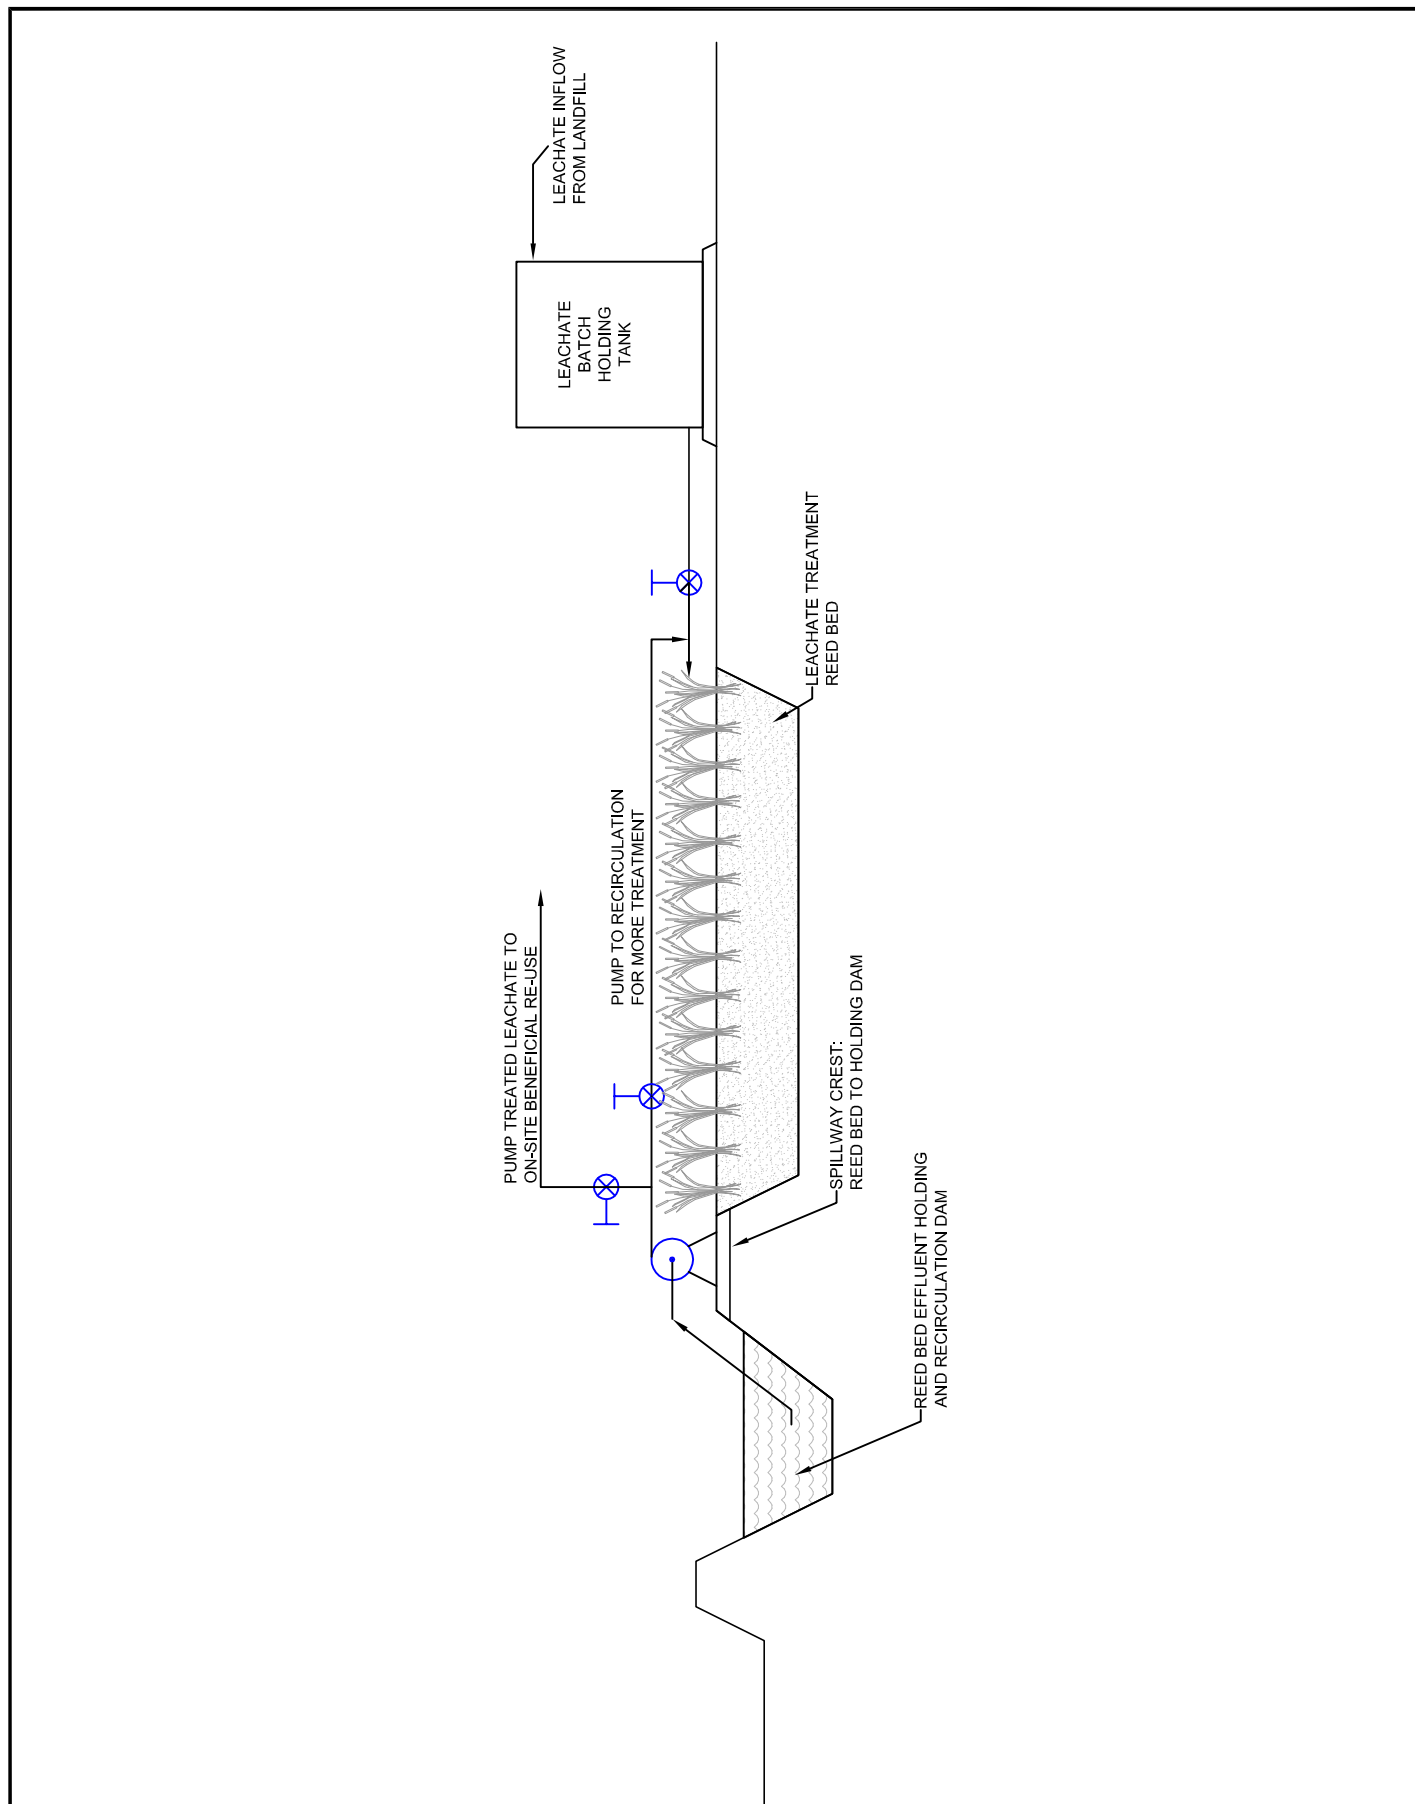 LEACHATE INFLOW
FROM LANDFILL
LEACHATE
BATCH
HOLDING
TANK
LEACHATE TREATMENT
REED BED
PUMP TO RECIRCULATION
FOR MORE TREATMENT
PUMP TREATED LEACHATE TO
ON-SITE BENEFICIAL RE-USE
SPILLWAY CREST:
REED BED TO HOLDING DAM
REED BED EFFLUENT HOLDING
AND RECIRCULATION DAM